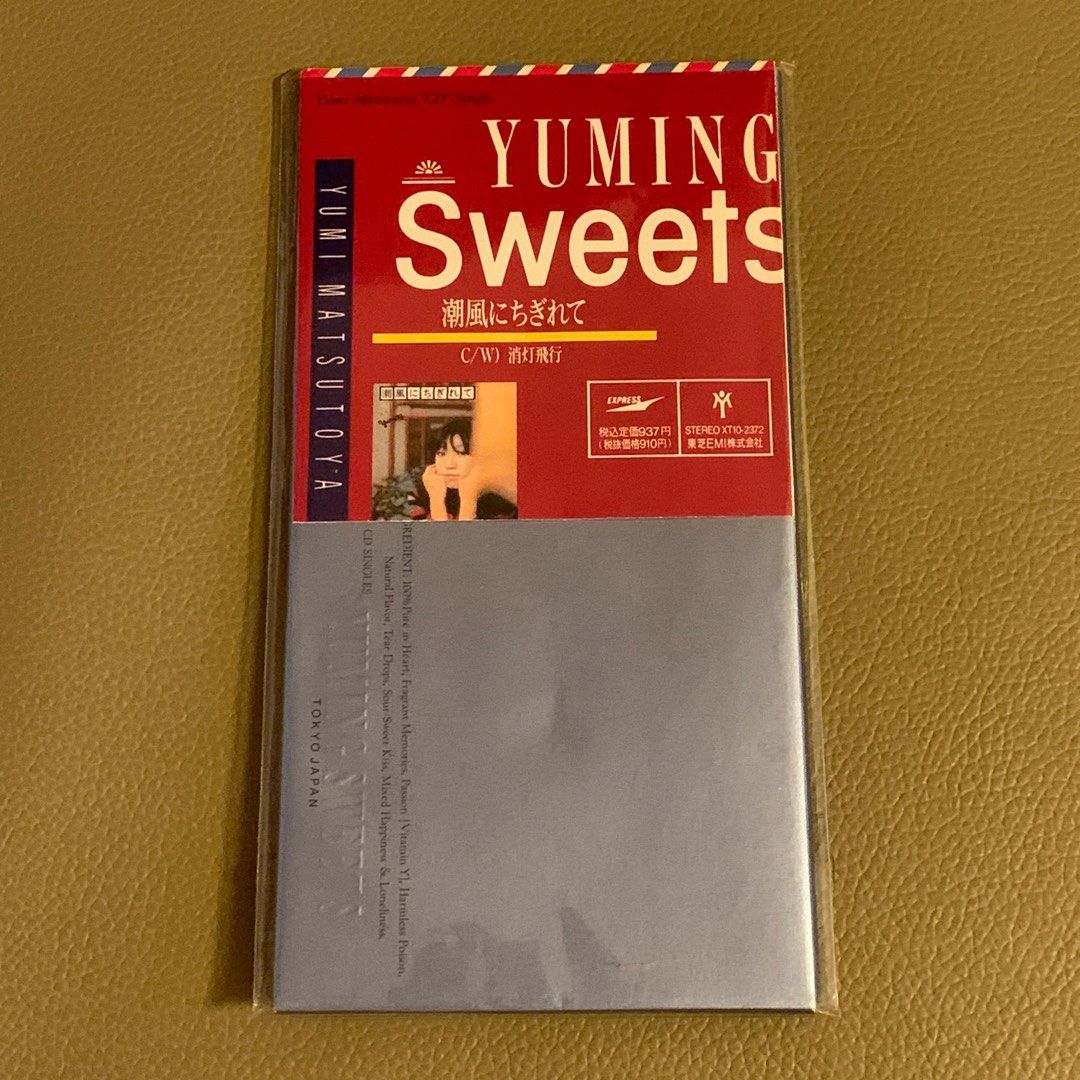 Yumi Matsutoya "CD" Single
YUMING
Sweets
YUMI MATSUTOYA
潮風にちぎれて
C/W) 消灯飛行
潮風にちぎれて
EXPRESS
税込定価937円
(税抜価格910円)
STEREO XT10-2372
東芝EMI株式会社
REDIENT: 100% Pure in Heart, Fragrant Memories, Passion [Vitamin Y], Harmless Poison,
Natural Flavor, Tear Drops, Sour-Sweet Kiss, Mixed Happiness & Loneliness,
CD SINGLES
YUMING SWEETS
TOKYO JAPAN